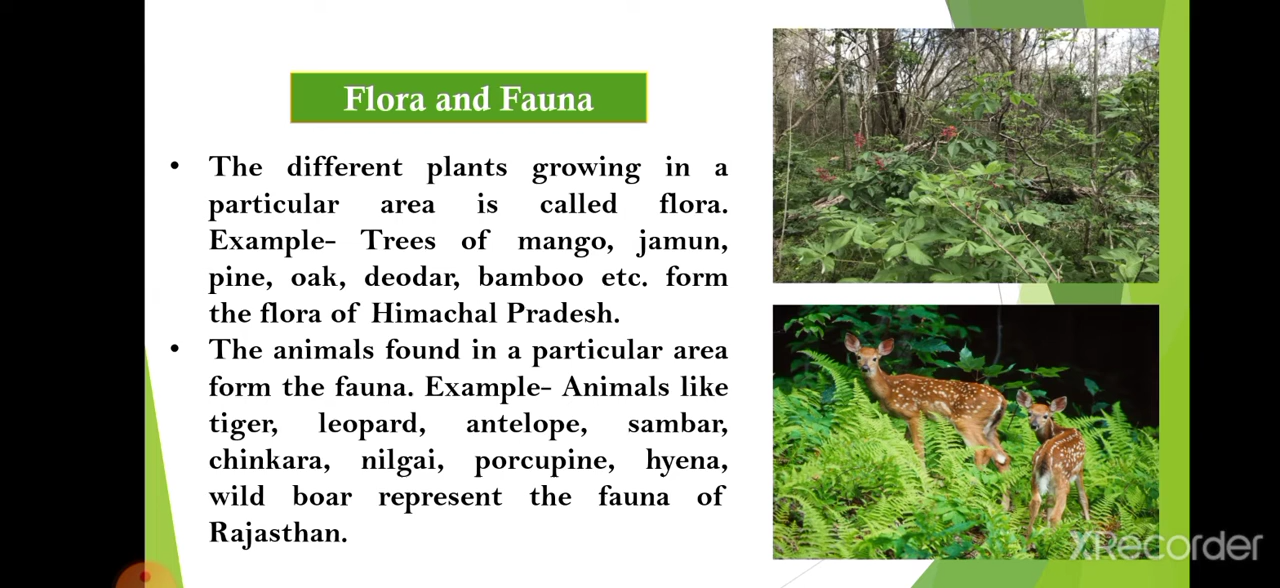 Flora and Fauna
• The different plants growing in a
particular area is called flora.
Example- Trees of mango, jamun,
pine, oak, deodar, bamboo etc. form
the flora of Himachal Pradesh.
• The animals found in a particular area
form the fauna. Example- Animals like
tiger, leopard, antelope, sambar,
chinkara, nilgai, porcupine, hyena,
wild boar represent the fauna of
Rajasthan.
XRecorder